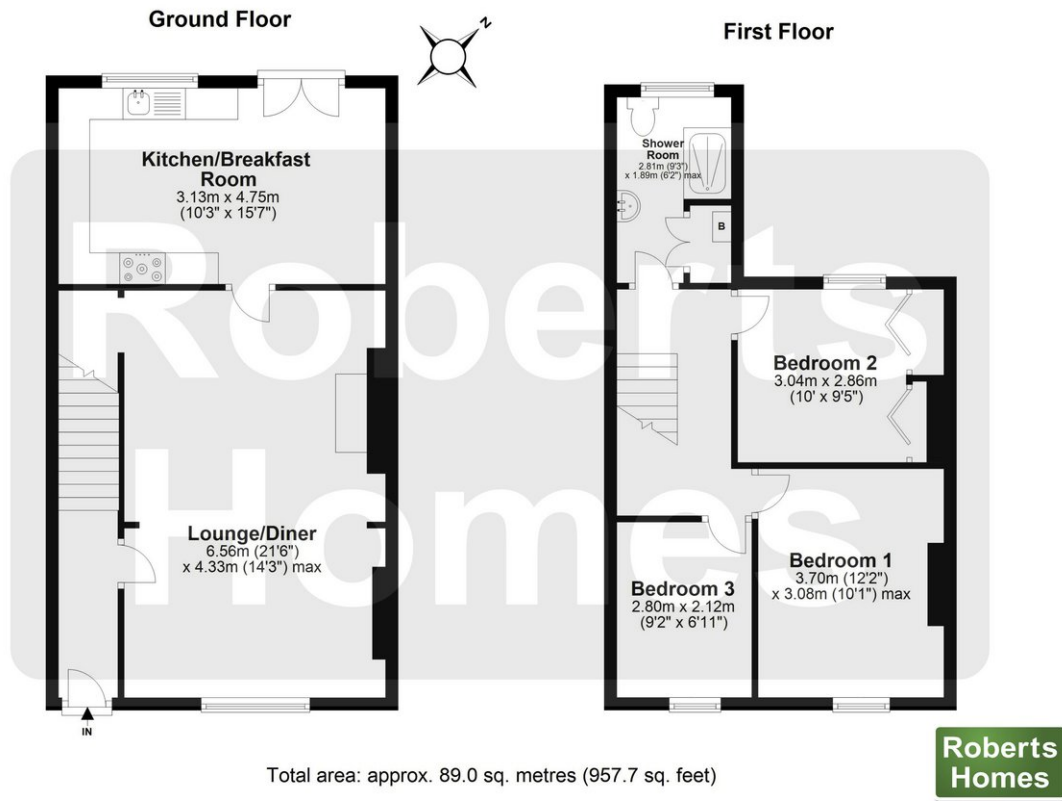 Ground Floor
N
First Floor
Kitchen/Breakfast
Room
3.13m x 4.75m
(10'3" x 15'7")
Shower
Room
2.81m (9'3")
x 1.89m (6'2") max
B
Roberts
Homes
Bedroom 2
3.04m x 2.86m
(10' x 9'5")
Lounge/Diner
6.56m (21'6")
x 4.33m (14'3") max
Bedroom 1
3.70m (12'2")
x 3.08m (10'1") max
Bedroom 3
2.80m x 2.12m
(9'2" x 6'11")
IN
Total area: approx. 89.0 sq. metres (957.7 sq. feet)
Roberts
Homes